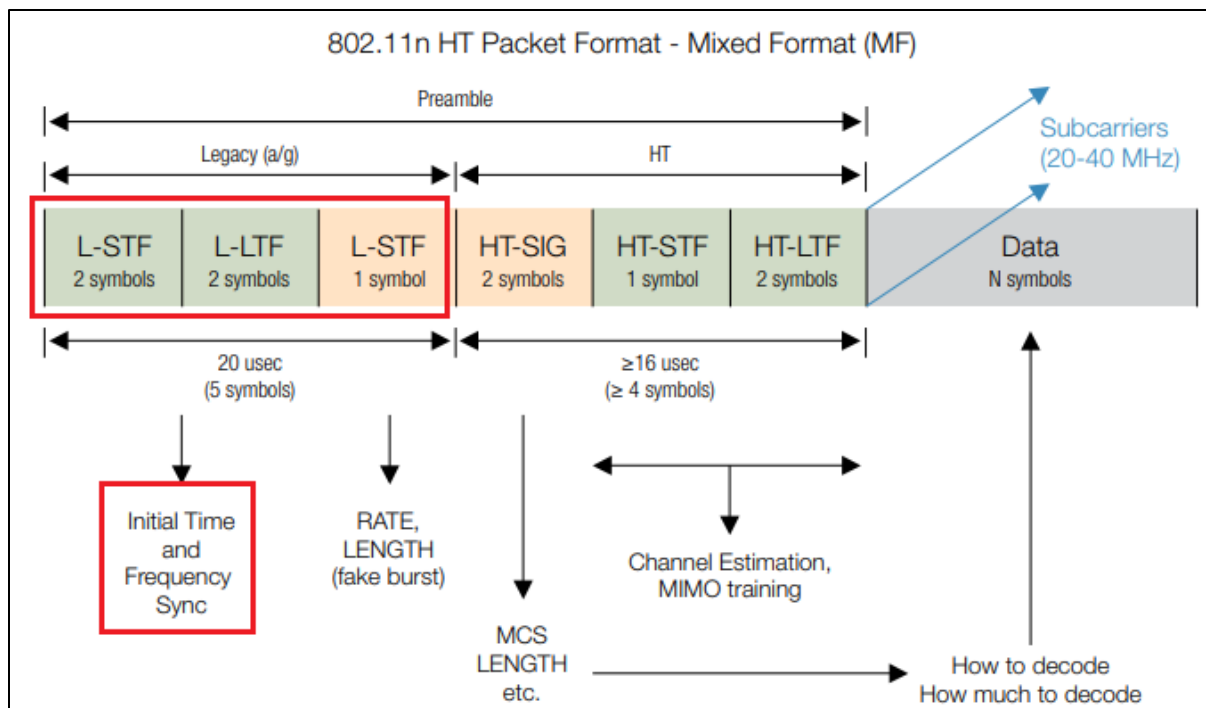 802.11n HT Packet Format - Mixed Format (MF)
Preamble
Subcarriers
(20-40 MHz)
Legacy (a/g)
HT
L-STF
2 symbols
L-LTF
2 symbols
L-STF
1 symbol
HT-SIG
2 symbols
HT-STF
1 symbol
HT-LTF
2 symbols
Data
N symbols
20 usec
(5 symbols)
≥16 usec
(≥ 4 symbols)
Initial Time
and
Frequency
Sync
RATE,
LENGTH
(fake burst)
Channel Estimation,
MIMO training
MCS
LENGTH
etc.
How to decode
How much to decode